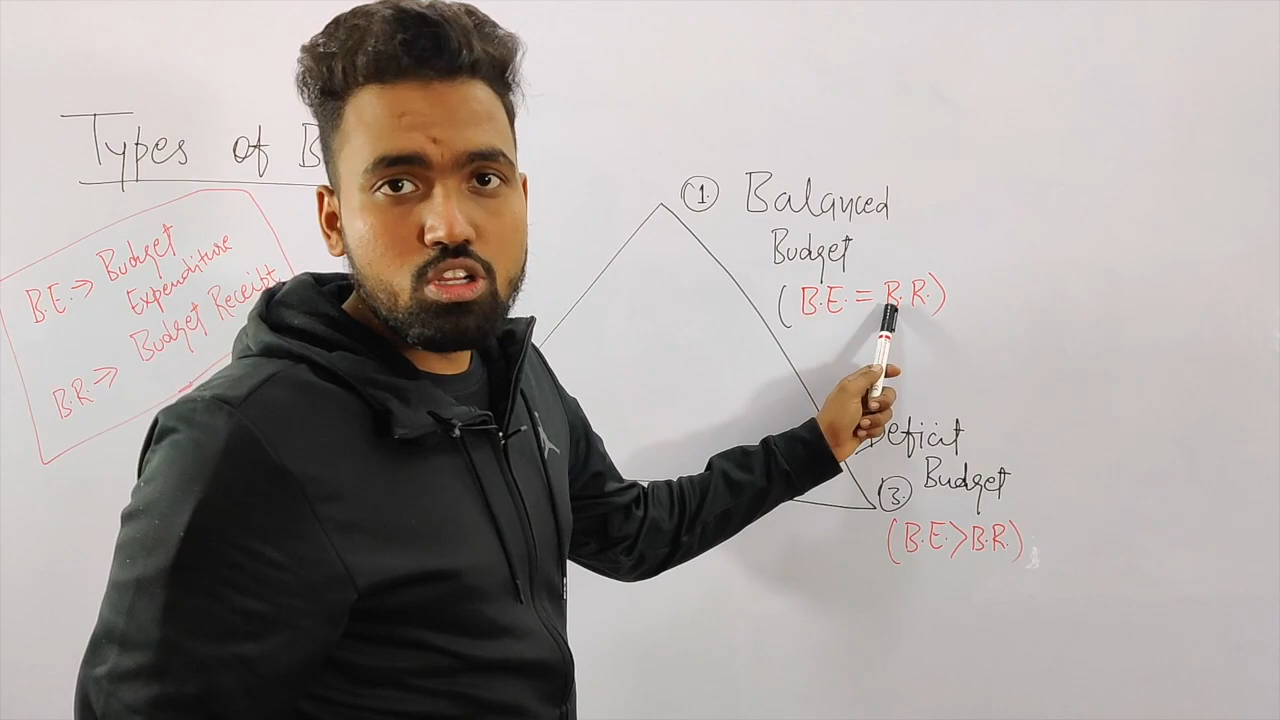 Types of B
B.E. → Budget
Expenditure
B.R. → Budget Receipt
1. Balanced
Budget
(B.E. = B.R.)
Deficit
3. Budget
(B.E. > B.R.)